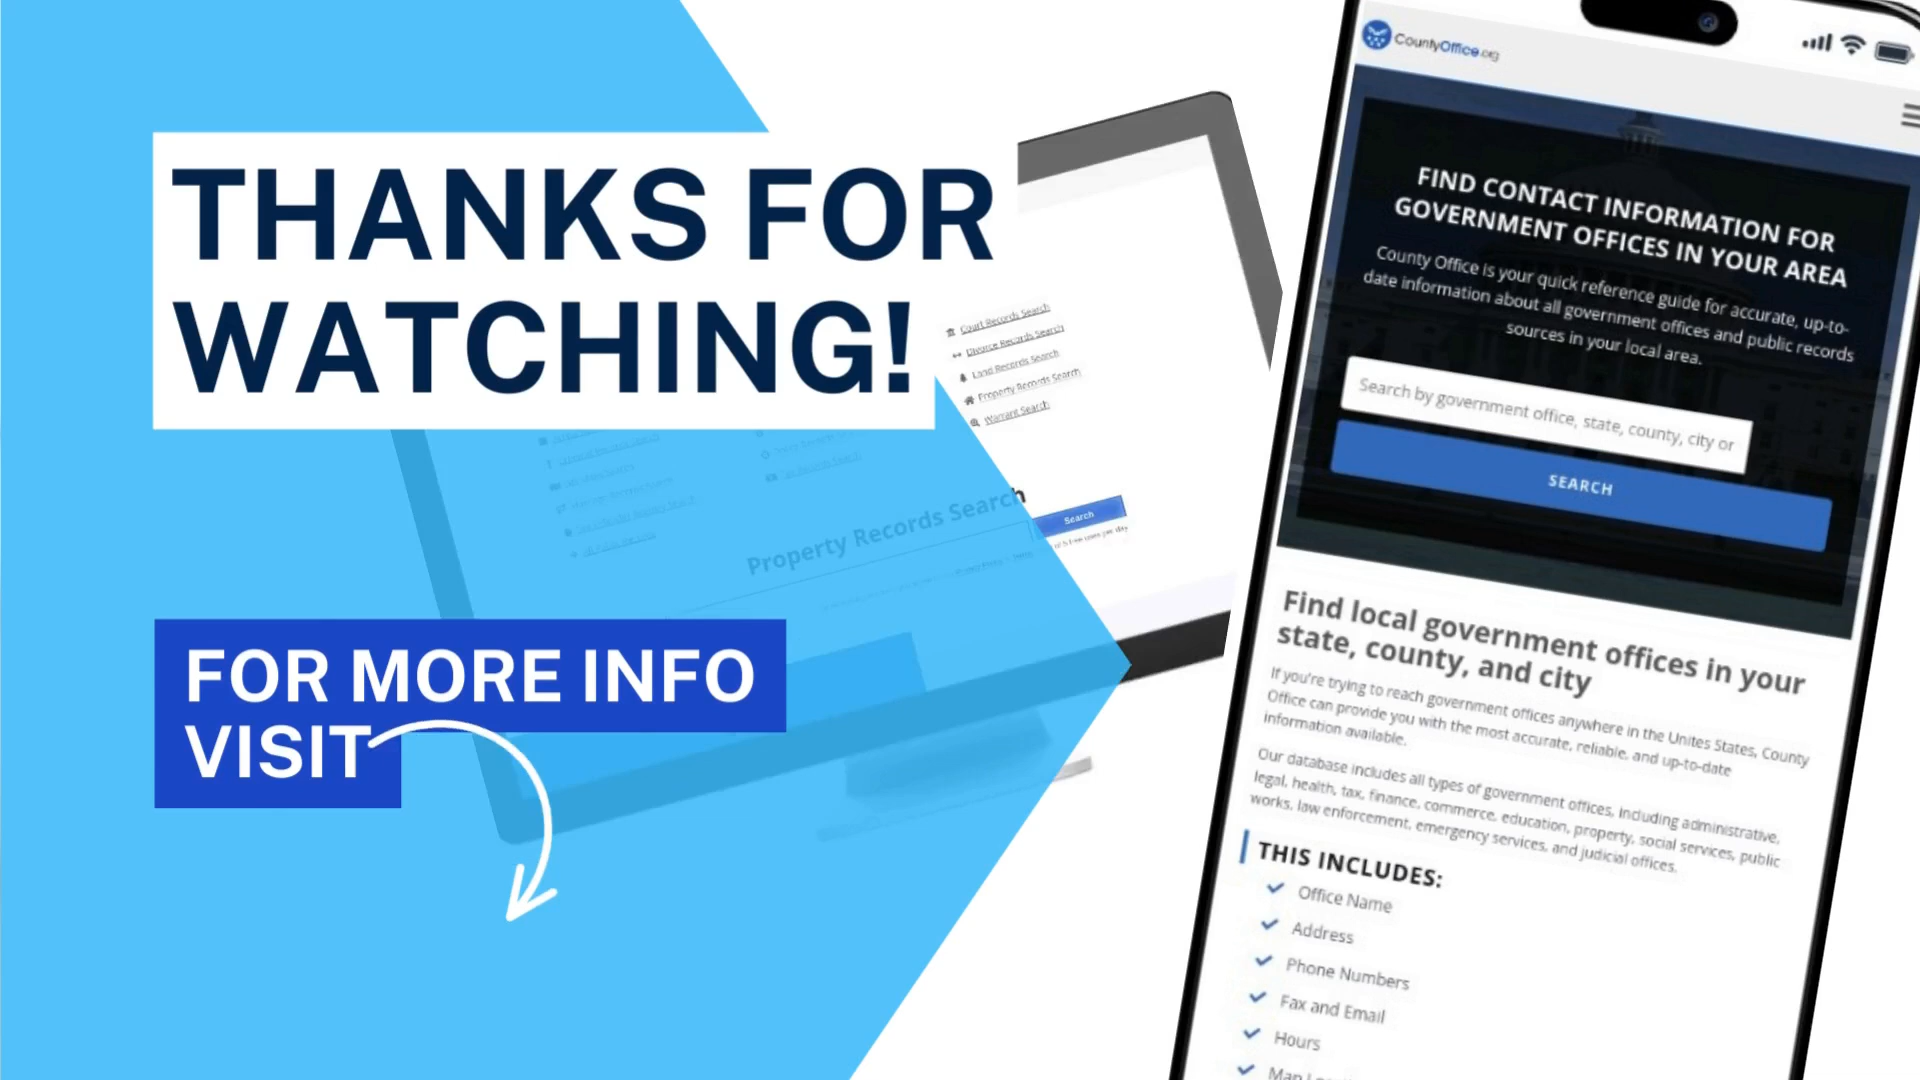 THANKS FOR
WATCHING!
FOR MORE INFO
VISIT
Court Records Search
Divorce Records Search
Land Records Search
Property Records Search
Warrant Search
Property Records Search
Search
of 5 free uses per day
CountyOffice.org
FIND CONTACT INFORMATION FOR
GOVERNMENT OFFICES IN YOUR AREA
County Office is your quick reference guide for accurate, up-to-
date information about all government offices and public records
sources in your local area.
Search by government office, state, county, city or
SEARCH
Find local government offices in your
state, county, and city
If you're trying to reach government offices anywhere in the Unites States, County
Office can provide you with the most accurate, reliable, and up-to-date
information available.
Our database includes all types of government offices, including administrative,
legal, health, tax, finance, commerce, education, property, social services, public
works, law enforcement, emergency services, and judicial offices.
THIS INCLUDES:
Office Name
Address
Phone Numbers
Fax and Email
Hours
Map